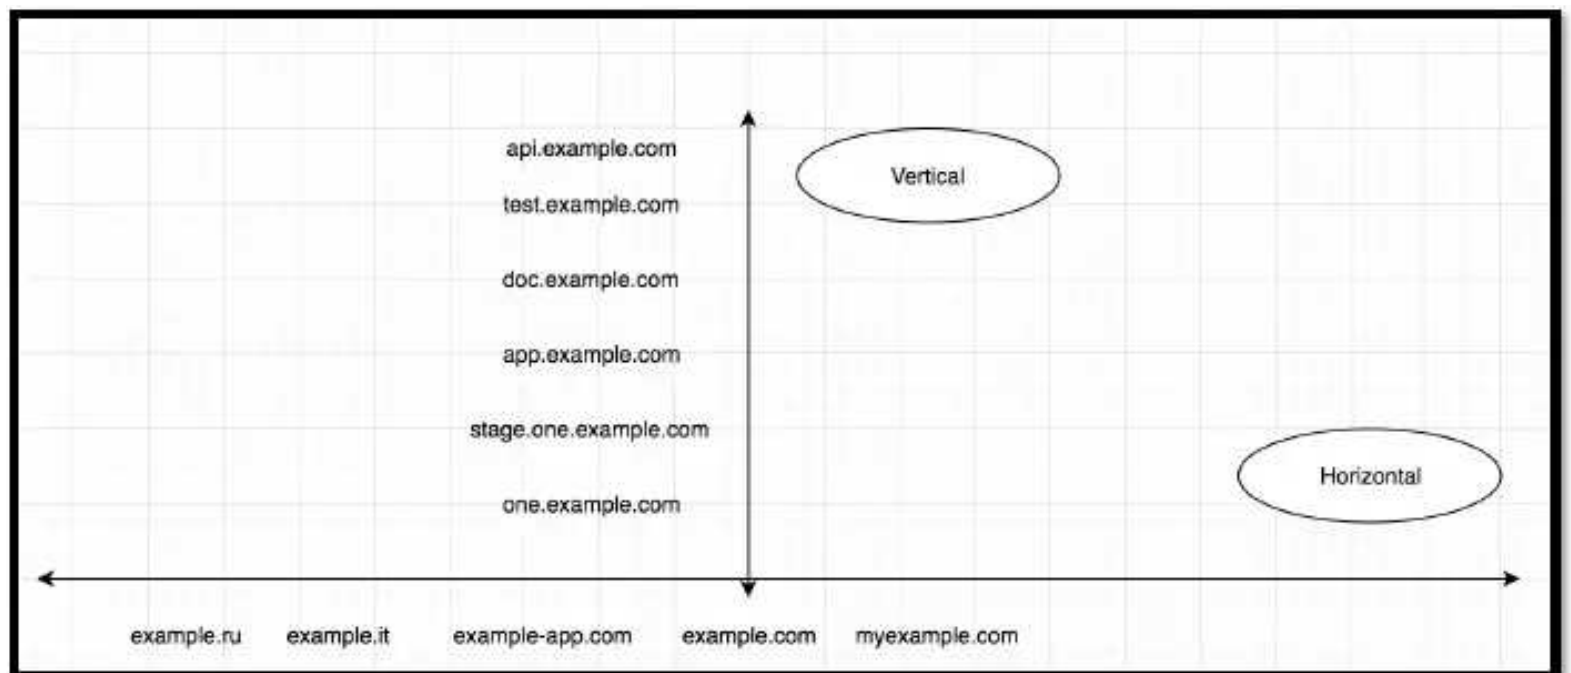 api.example.com
Vertical
test.example.com
doc.example.com
app.example.com
stage.one.example.com
Horizontal
one.example.com
example.ru
example.it
example-app.com
example.com
myexample.com